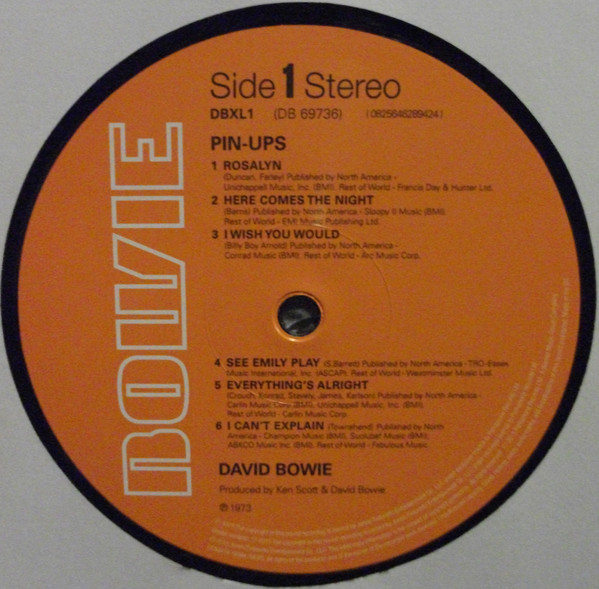 Side 1 Stereo
DBXL1 (DB 69736) (0825646289424)
PIN-UPS
1 ROSALYN
(Duncan, Farley) Published by North America -
Unichappell Music, Inc. (BMI). Rest of World - Francis Day & Hunter Ltd.
2 HERE COMES THE NIGHT
(Berns) Published by North America - Sloopy II Music (BMI).
Rest of World - EMI Music Publishing Ltd.
3 I WISH YOU WOULD
(Billy Boy Arnold) Published by North America -
Conrad Music (BMI). Rest of World - Arc Music Corp.
BOWIE
4 SEE EMILY PLAY (S.Barrett) Published by North America - TRO-Essex
Music International, Inc. (ASCAP). Rest of World - Westminster Music Ltd.
5 EVERYTHING'S ALRIGHT
(Crouch, Konrad, Stavely, James, Karlson) Published by North America -
Carlin Music Corp (BMI), Unichappell Music, Inc. (BMI).
Rest of World - Carlin Music Corp.
6 I CAN'T EXPLAIN (Townshend) Published by North
America - Champion Music (BMI), Suolubaf Music (BMI),
ABKCO Music Inc. (BMI). Rest of World - Fabulous Music.
DAVID BOWIE
Produced by Ken Scott & David Bowie
℗ 1973